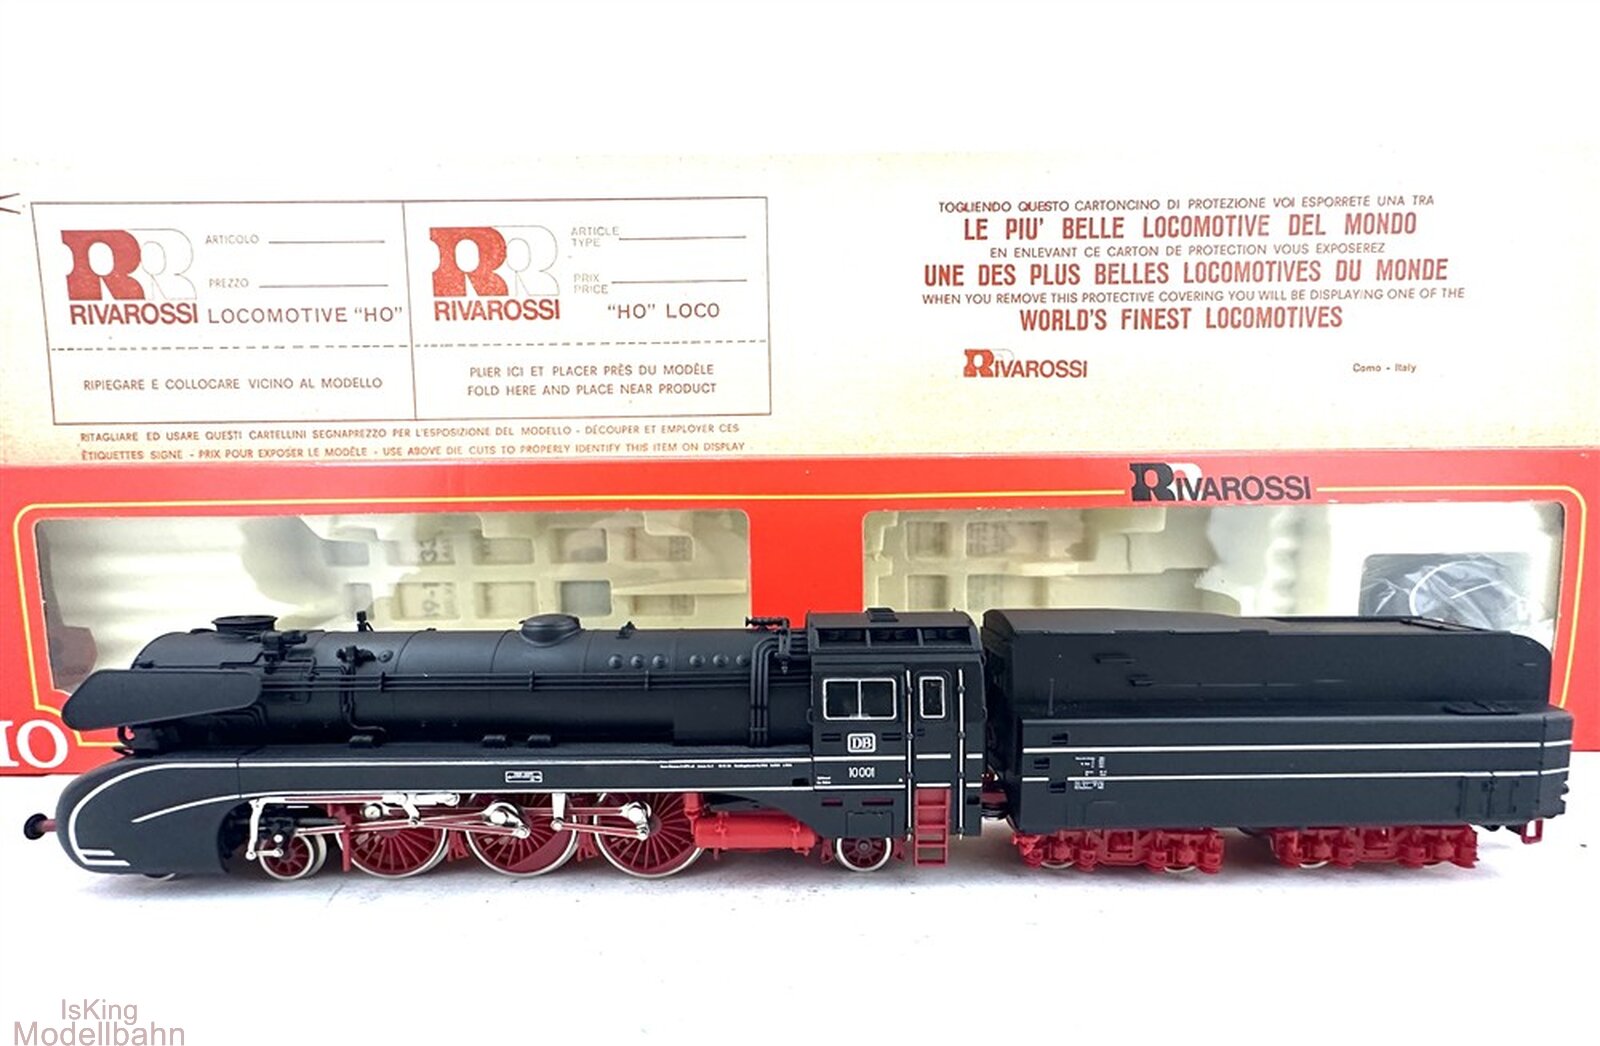 RIVAROSSI
ARTICOLO
PREZZO
LOCOMOTIVE "HO"
RIPIEGARE E COLLOCARE VICINO AL MODELLO
RIVAROSSI
ARTICLE
TYPE
PRIX
PRICE
"HO" LOCO
PLIER ICI ET PLACER PRÈS DU MODÈLE
FOLD HERE AND PLACE NEAR PRODUCT
RITAGLIARE ED USARE QUESTI CARTELLINI SEGNAPREZZO PER L'ESPOSIZIONE DEL MODELLO - DÉCOUPER ET EMPLOYER CES
ÉTIQUETTES SIGNE - PRIX POUR EXPOSER LE MODÈLE - USE ABOVE DIE CUTS TO PROPERLY IDENTIFY THIS ITEM ON DISPLAY
TOGLIENDO QUESTO CARTONCINO DI PROTEZIONE VOI ESPORRETE UNA TRA
LE PIU' BELLE LOCOMOTIVE DEL MONDO
EN ENLEVANT CE CARTON DE PROTECTION VOUS EXPOSEREZ
UNE DES PLUS BELLES LOCOMOTIVES DU MONDE
WHEN YOU REMOVE THIS PROTECTIVE COVERING YOU WILL BE DISPLAYING ONE OF THE
WORLD'S FINEST LOCOMOTIVES
RIVAROSSI
Como - Italy
RIVAROSSI
HO
DB
10 001
IsKing
Modellbahn